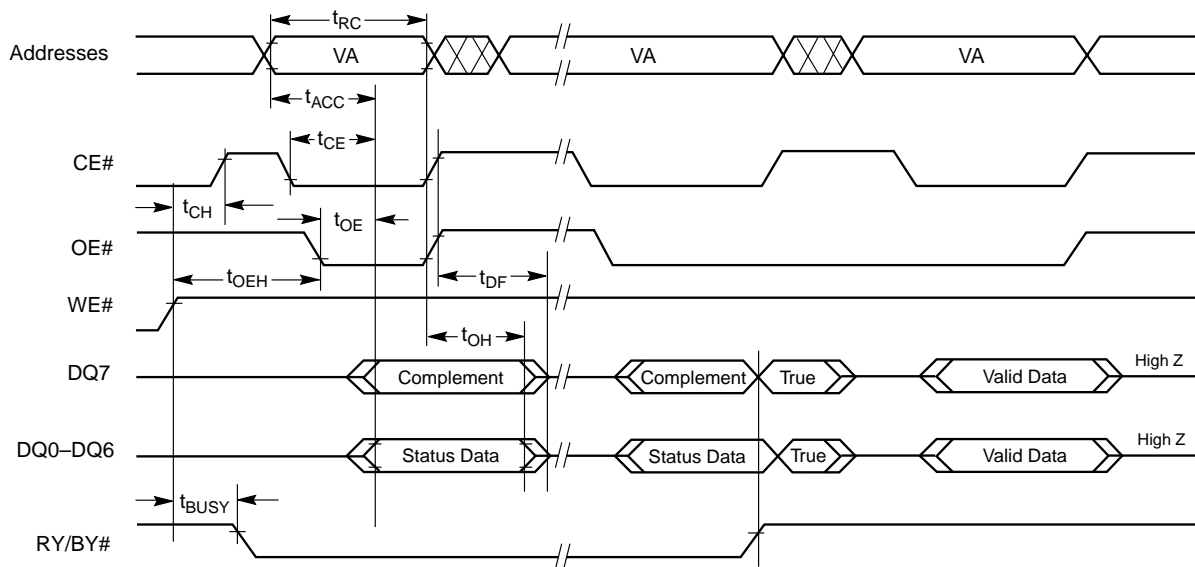 tRC
Addresses VA VA VA
tACC
tCE
CE#
tCH tOE
OE#
tOEH tDF
WE#
tOH
DQ7 Complement Complement True Valid Data High Z
DQ0–DQ6 Status Data Status Data True Valid Data High Z
tBUSY
RY/BY#